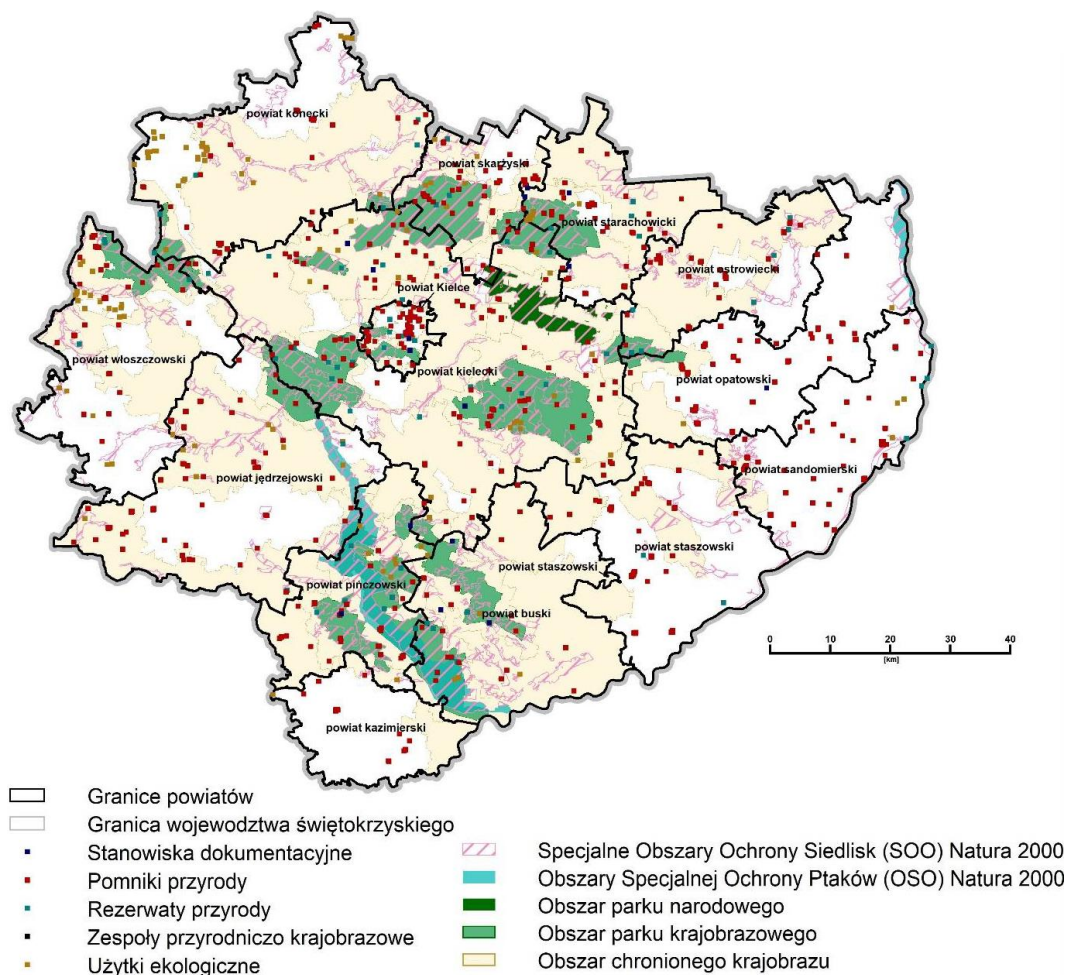 powiat konecki
powiat skarżyski
powiat starachowicki
powiat ostrowiecki
powiat Kielce
powiat włoszczowski
powiat kielecki
powiat opatowski
powiat jędrzejowski
powiat sandomierski
powiat staszowski
powiat staszowski
powiat pińczowski
powiat buski
powiat kazimierski
0 10 20 30 40
[km]
Granice powiatów
Granica wojewodztwa świętokrzyskiego
Stanowiska dokumentacyjne
Pomniki przyrody
Rezerwaty przyrody
Zespoły przyrodniczo krajobrazowe
Użytki ekologiczne
Specjalne Obszary Ochrony Siedlisk (SOO) Natura 2000
Obszary Specjalnej Ochrony Ptaków (OSO) Natura 2000
Obszar parku narodowego
Obszar parku krajobrazowego
Obszar chronionego krajobrazu